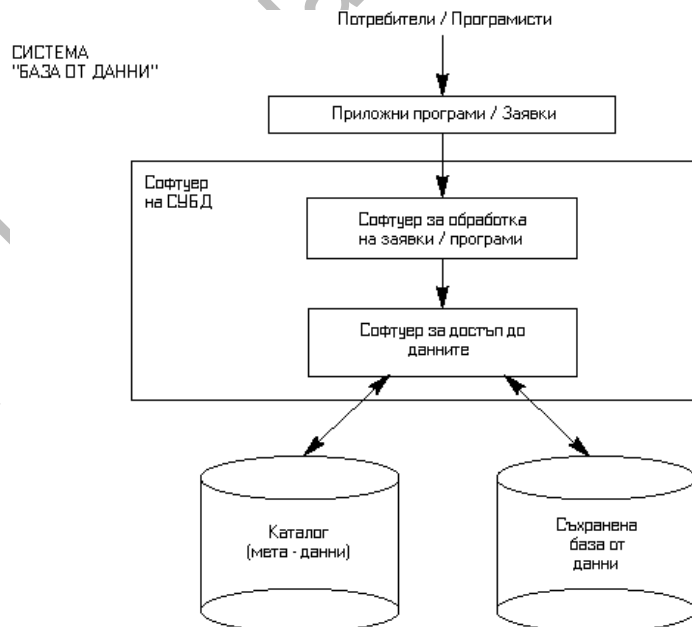 Потребители / Програмисти
СИСТЕМА
"БАЗА ОТ ДАННИ"
Приложни програми / Заявки
Софтуер
на СУБД
Софтуер за обработка
на заявки / програми
Софтуер за достъп до
данните
Каталог
(мета - данни)
Съхранена
база от
данни